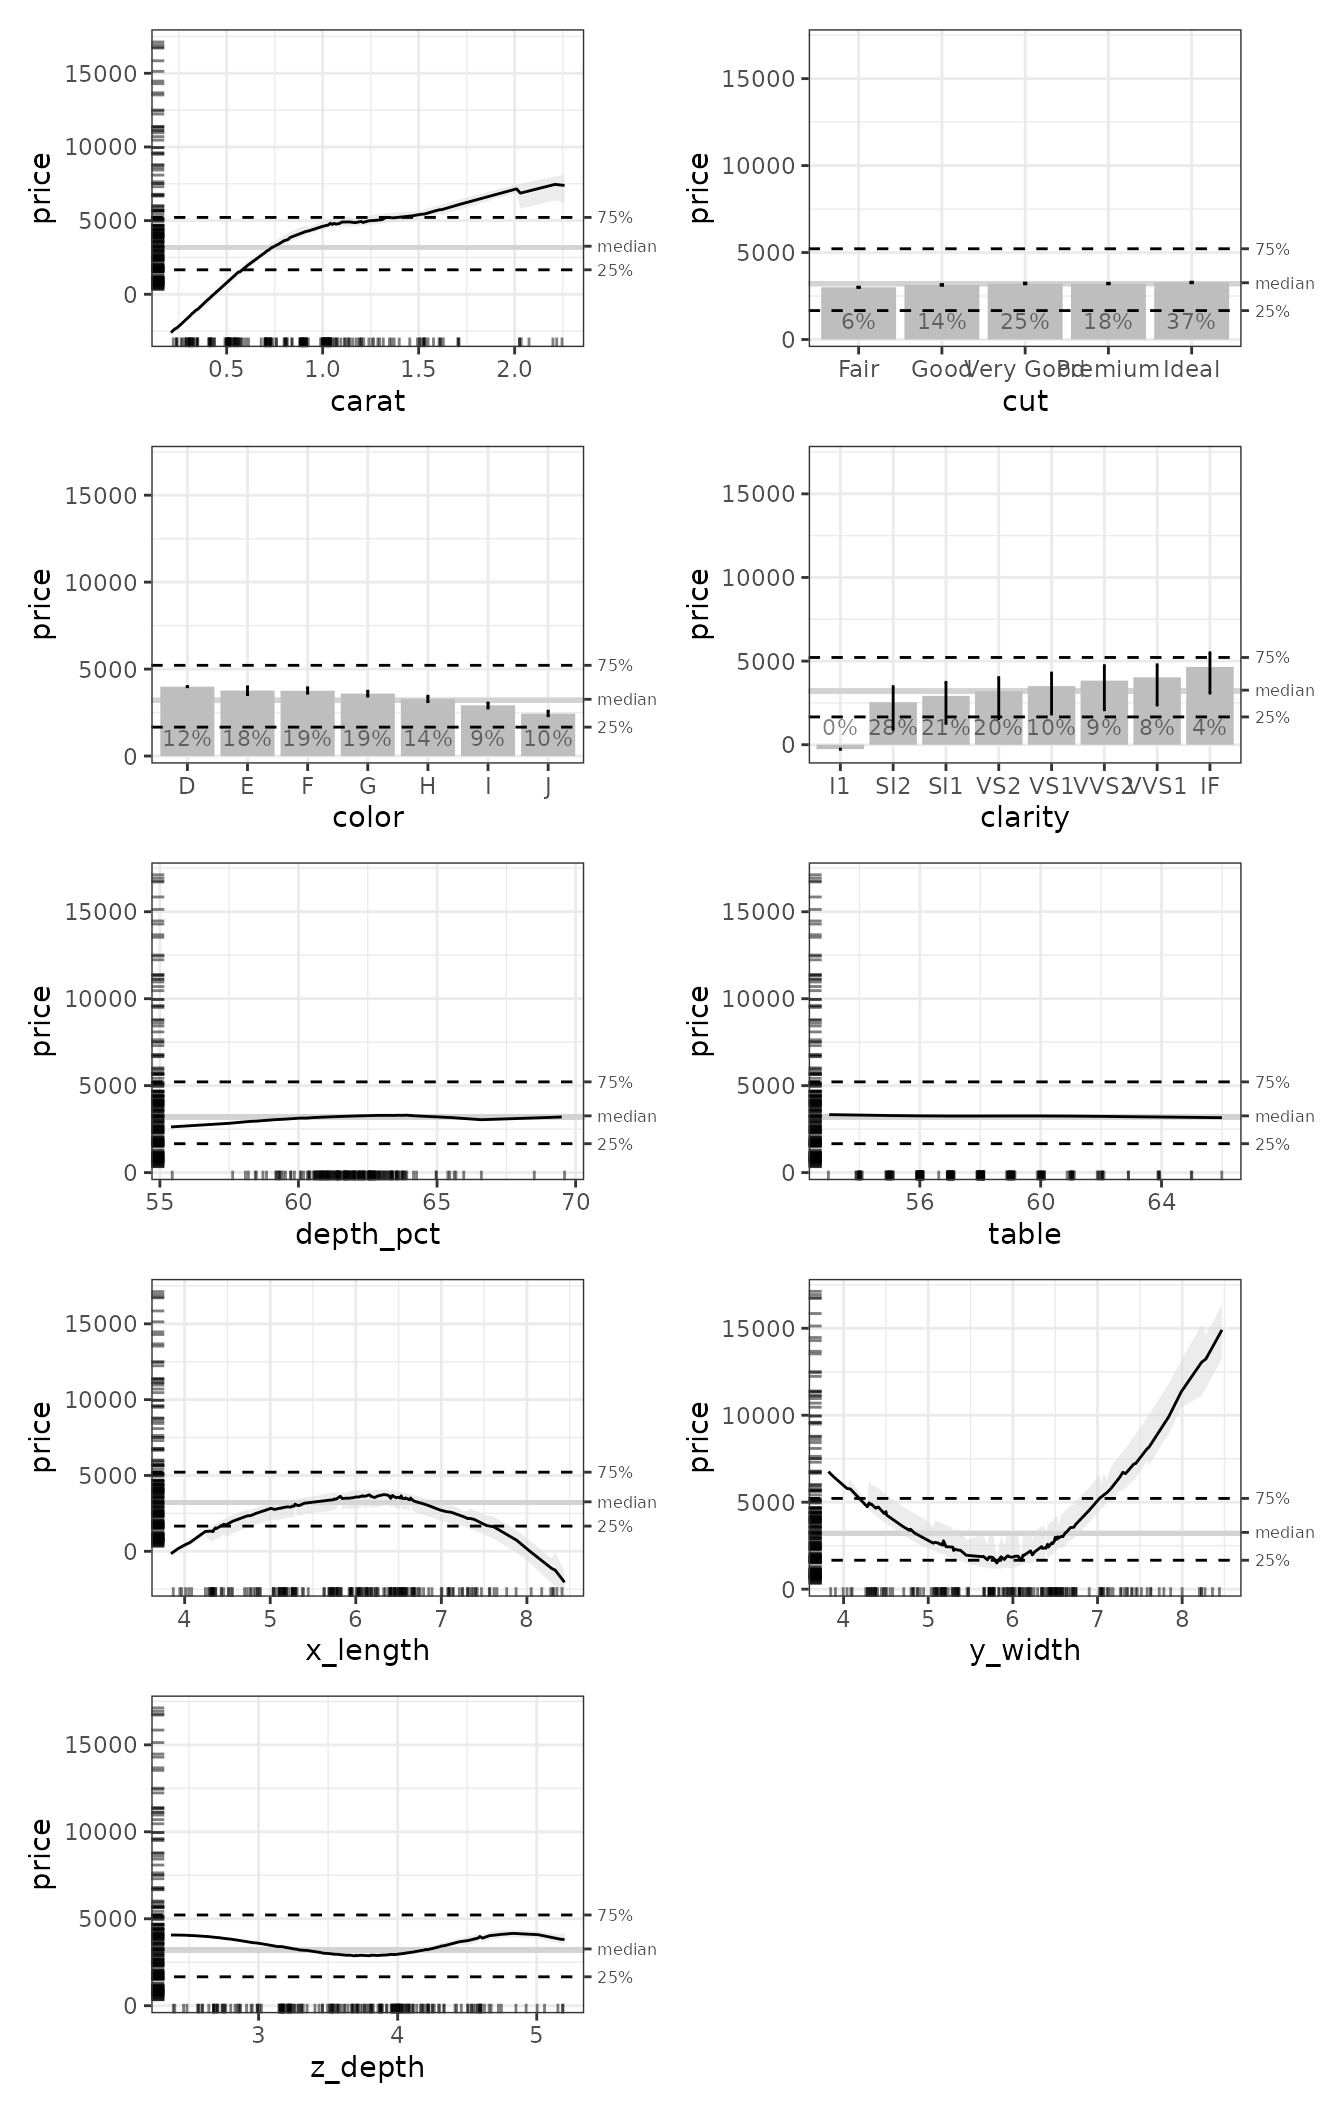 price
15000
10000
5000
0
75%
median
25%
0.5 1.0 1.5 2.0
carat
price
15000
10000
5000
0
75%
median
25%
6% 14% 25% 18% 37%
Fair Good Very Good Premium Ideal
cut
price
15000
10000
5000
0
75%
median
25%
12% 18% 19% 19% 14% 9% 10%
D E F G H I J
color
price
15000
10000
5000
0
75%
median
25%
0% 28% 21% 20% 10% 9% 8% 4%
I1 SI2 SI1 VS2 VS1 VVS2 VVS1 IF
clarity
price
15000
10000
5000
0
75%
median
25%
55 60 65 70
depth_pct
price
15000
10000
5000
0
75%
median
25%
56 60 64
table
price
15000
10000
5000
0
75%
median
25%
4 5 6 7 8
x_length
price
15000
10000
5000
0
75%
median
25%
4 5 6 7 8
y_width
price
15000
10000
5000
0
75%
median
25%
3 4 5
z_depth